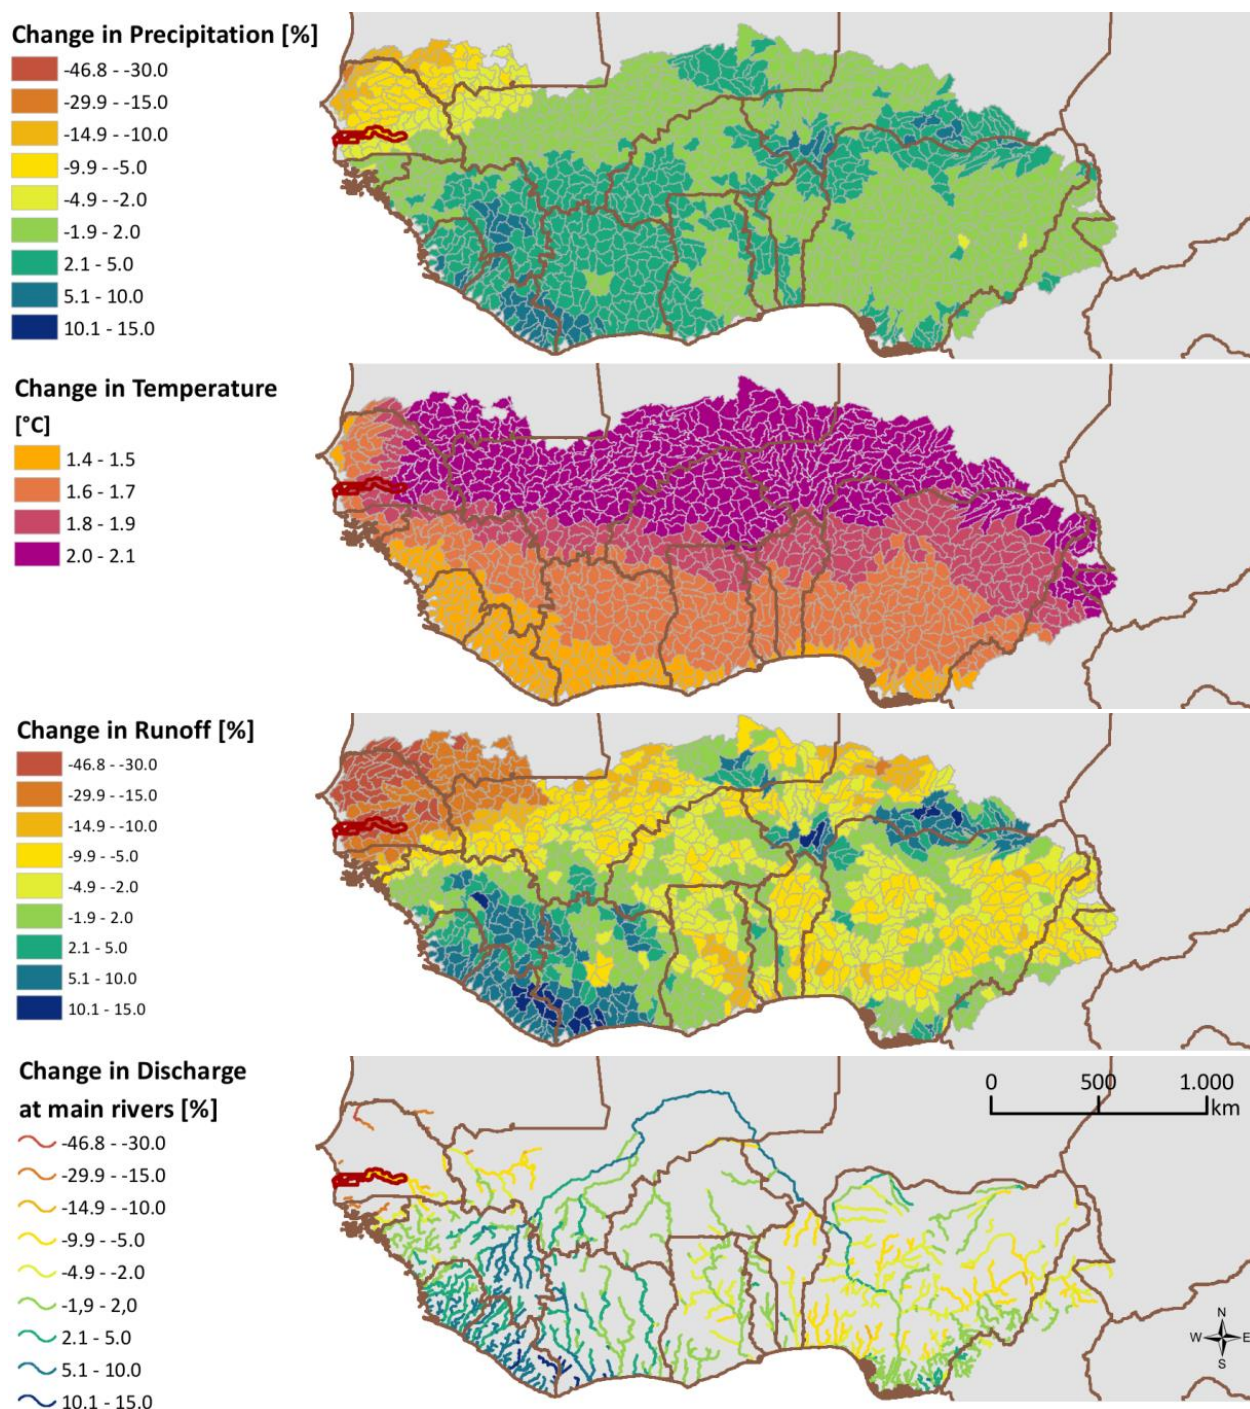 Change in Precipitation [%]
-46.8 - -30.0
-29.9 - -15.0
-14.9 - -10.0
-9.9 - -5.0
-4.9 - -2.0
-1.9 - 2.0
2.1 - 5.0
5.1 - 10.0
10.1 - 15.0
Change in Temperature
[°C]
1.4 - 1.5
1.6 - 1.7
1.8 - 1.9
2.0 - 2.1
Change in Runoff [%]
-46.8 - -30.0
-29.9 - -15.0
-14.9 - -10.0
-9.9 - -5.0
-4.9 - -2.0
-1.9 - 2.0
2.1 - 5.0
5.1 - 10.0
10.1 - 15.0
Change in Discharge
at main rivers [%]
-46.8 - -30.0
-29.9 - -15.0
-14.9 - -10.0
-9.9 - -5.0
-4.9 - -2.0
-1,9 - 2,0
2.1 - 5.0
5.1 - 10.0
10.1 - 15.0
0 500 1.000
km
N
W E
S